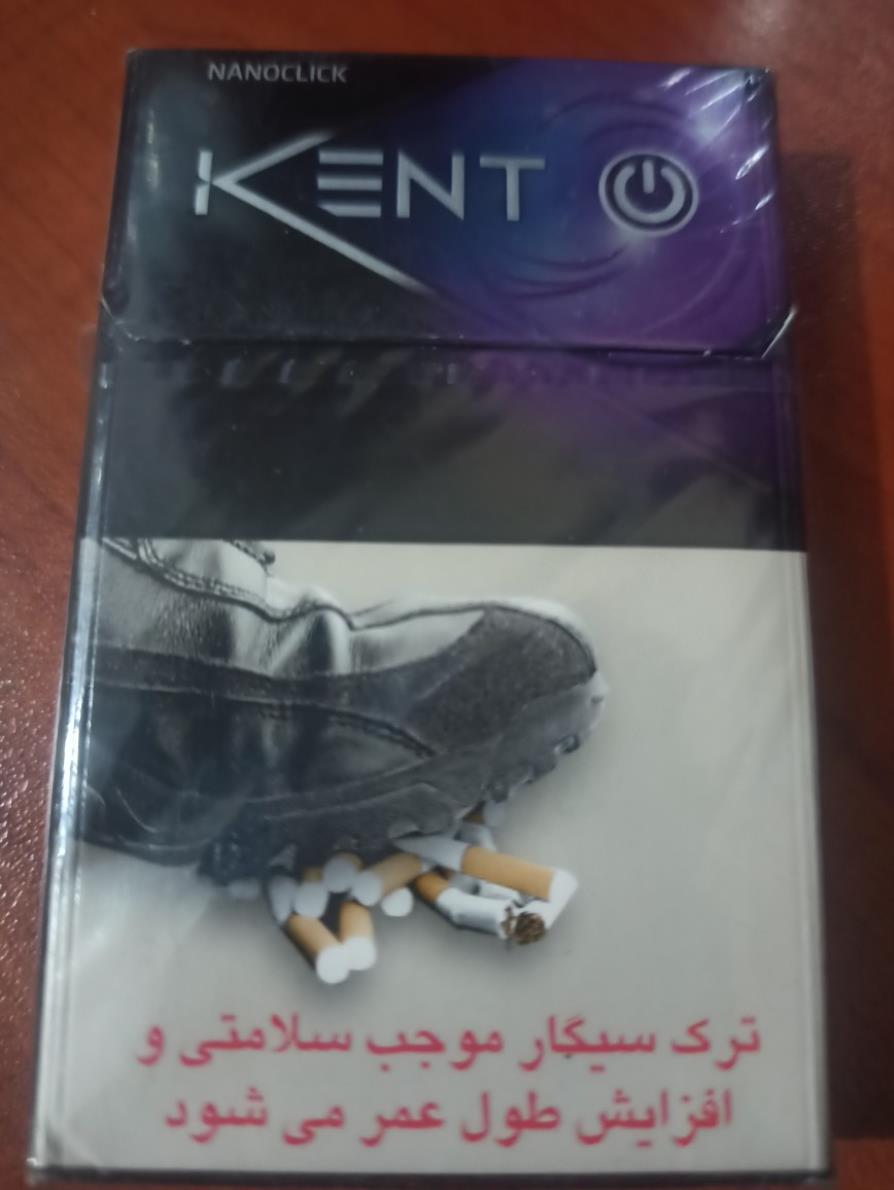 NANOCLICK
KENT
ترک سیگار موجب سلامتی و
افزایش طول عمر می شود